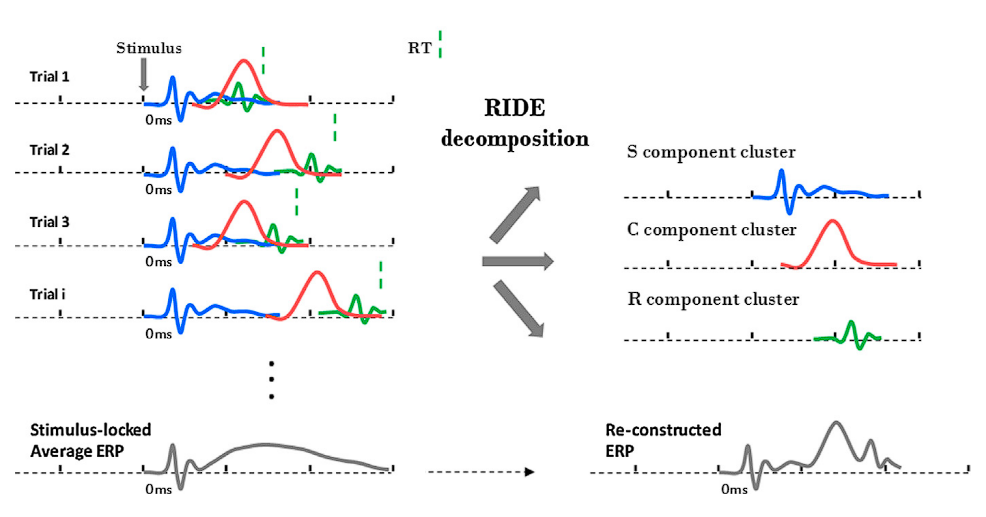 Stimulus
RT
Trial 1
0ms
Trial 2
0ms
Trial 3
0ms
Trial i
0ms
RIDE
decomposition
S component cluster
C component cluster
R component cluster
Stimulus-locked
Average ERP
0ms
Re-constructed
ERP
0ms